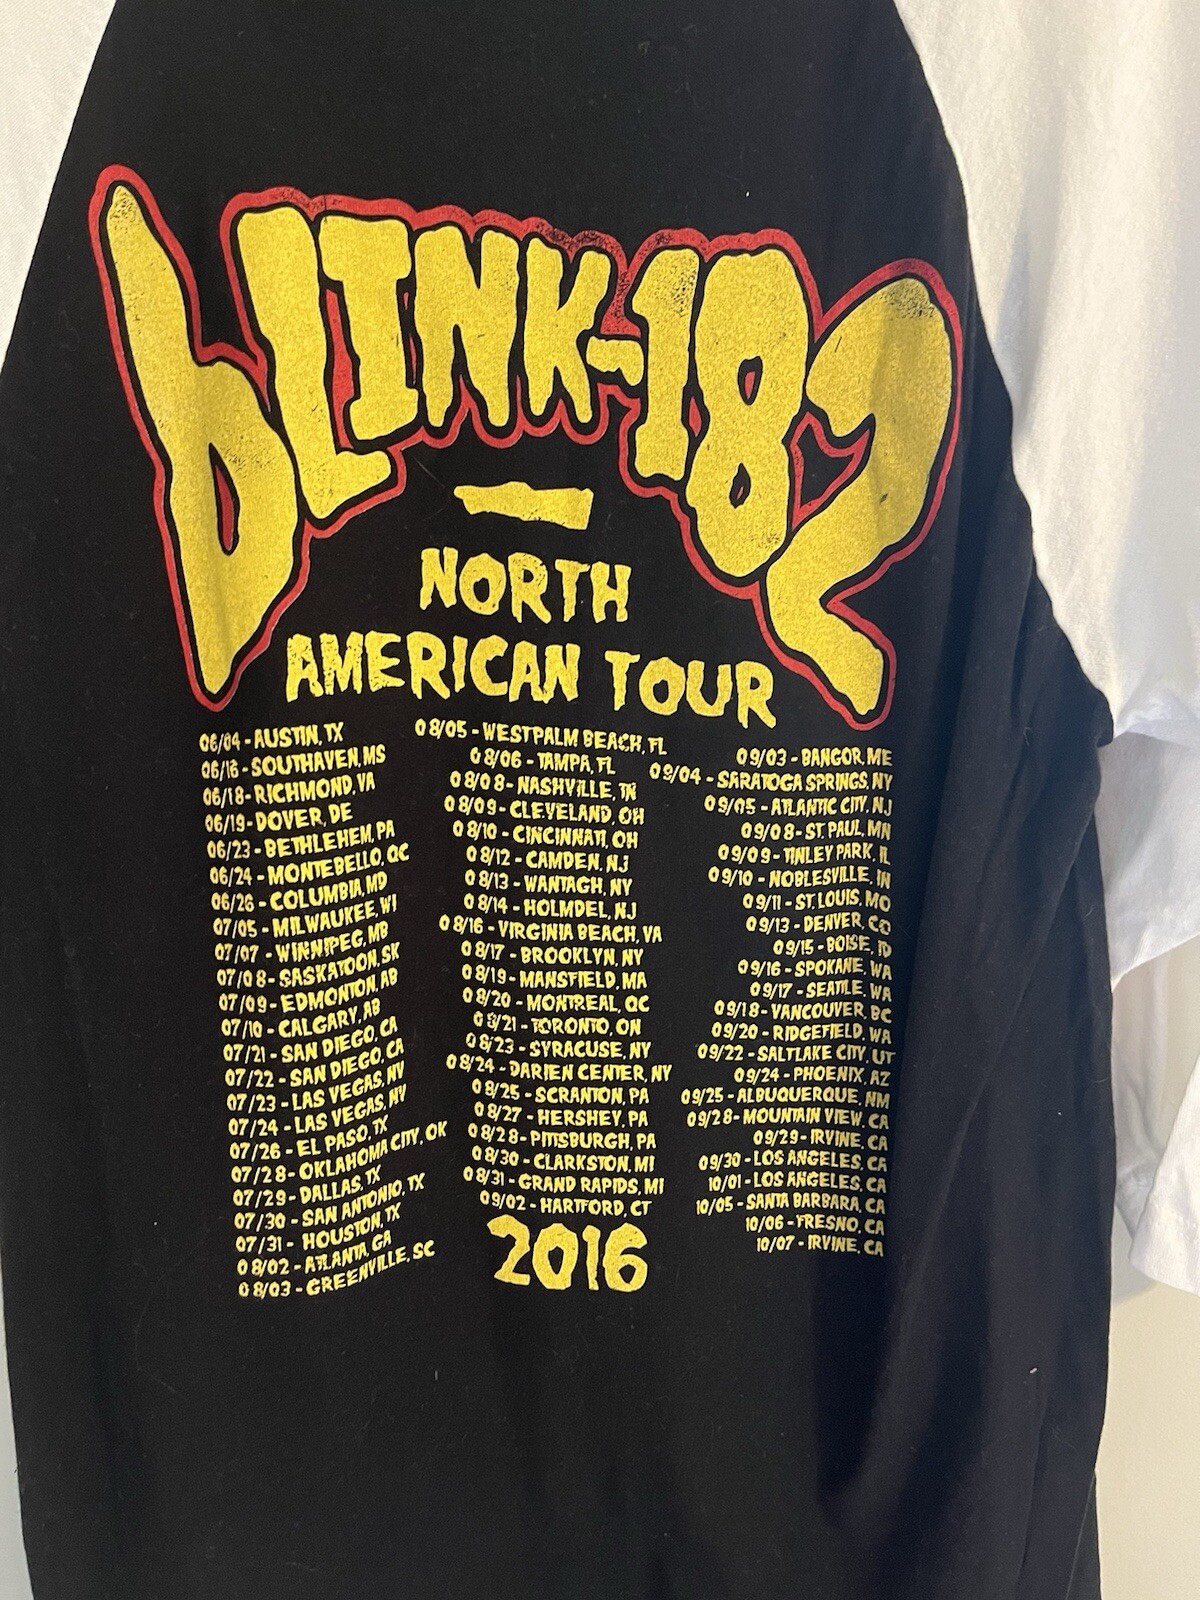 bLINK-182
NORTH
AMERICAN TOUR
06/04 - AUSTIN, TX
06/16 - SOUTHAVEN, MS
06/18 - RICHMOND, VA
06/19 - DOVER, DE
06/23 - BETHLEHEM, PA
06/24 - MONTEBELLO, QC
06/26 - COLUMBIA, MD
07/05 - MILWAUKEE, WI
07/07 - WINNIPEG, MB
07/08 - SASKATOON, SK
07/09 - EDMONTON, AB
07/10 - CALGARY, AB
07/21 - SAN DIEGO, CA
07/22 - SAN DIEGO, CA
07/23 - LAS VEGAS, NV
07/24 - LAS VEGAS, NV
07/26 - EL PASO, TX
07/28 - OKLAHOMA CITY, OK
07/29 - DALLAS, TX
07/30 - SAN ANTONIO, TX
07/31 - HOUSTON, TX
08/02 - ATLANTA, GA
08/03 - GREENVILLE, SC
08/05 - WESTPALM BEACH, FL
08/06 - TAMPA, FL
08/08 - NASHVILLE, TN
08/09 - CLEVELAND, OH
08/10 - CINCINNATI, OH
08/12 - CAMDEN, NJ
08/13 - WANTAGH, NY
08/14 - HOLMDEL, NJ
08/16 - VIRGINIA BEACH, VA
08/17 - BROOKLYN, NY
08/19 - MANSFIELD, MA
08/20 - MONTREAL, QC
08/21 - TORONTO, ON
08/23 - SYRACUSE, NY
08/24 - DARIEN CENTER, NY
08/25 - SCRANTON, PA
08/27 - HERSHEY, PA
08/28 - PITTSBURGH, PA
08/30 - CLARKSTON, MI
08/31 - GRAND RAPIDS, MI
09/02 - HARTFORD, CT
09/03 - BANGOR, ME
09/04 - SARATOGA SPRINGS, NY
09/05 - ATLANTIC CITY, NJ
09/08 - ST. PAUL, MN
09/09 - TINLEY PARK, IL
09/10 - NOBLESVILLE, IN
09/11 - ST. LOUIS, MO
09/13 - DENVER, CO
09/15 - BOISE, ID
09/16 - SPOKANE, WA
09/17 - SEATTLE, WA
09/18 - VANCOUVER, BC
09/20 - RIDGEFIELD, WA
09/22 - SALTLAKE CITY, UT
09/24 - PHOENIX, AZ
09/25 - ALBUQUERQUE, NM
09/28 - MOUNTAIN VIEW, CA
09/29 - IRVINE, CA
09/30 - LOS ANGELES, CA
10/01 - LOS ANGELES, CA
10/05 - SANTA BARBARA, CA
10/06 - FRESNO, CA
10/07 - IRVINE, CA
2016